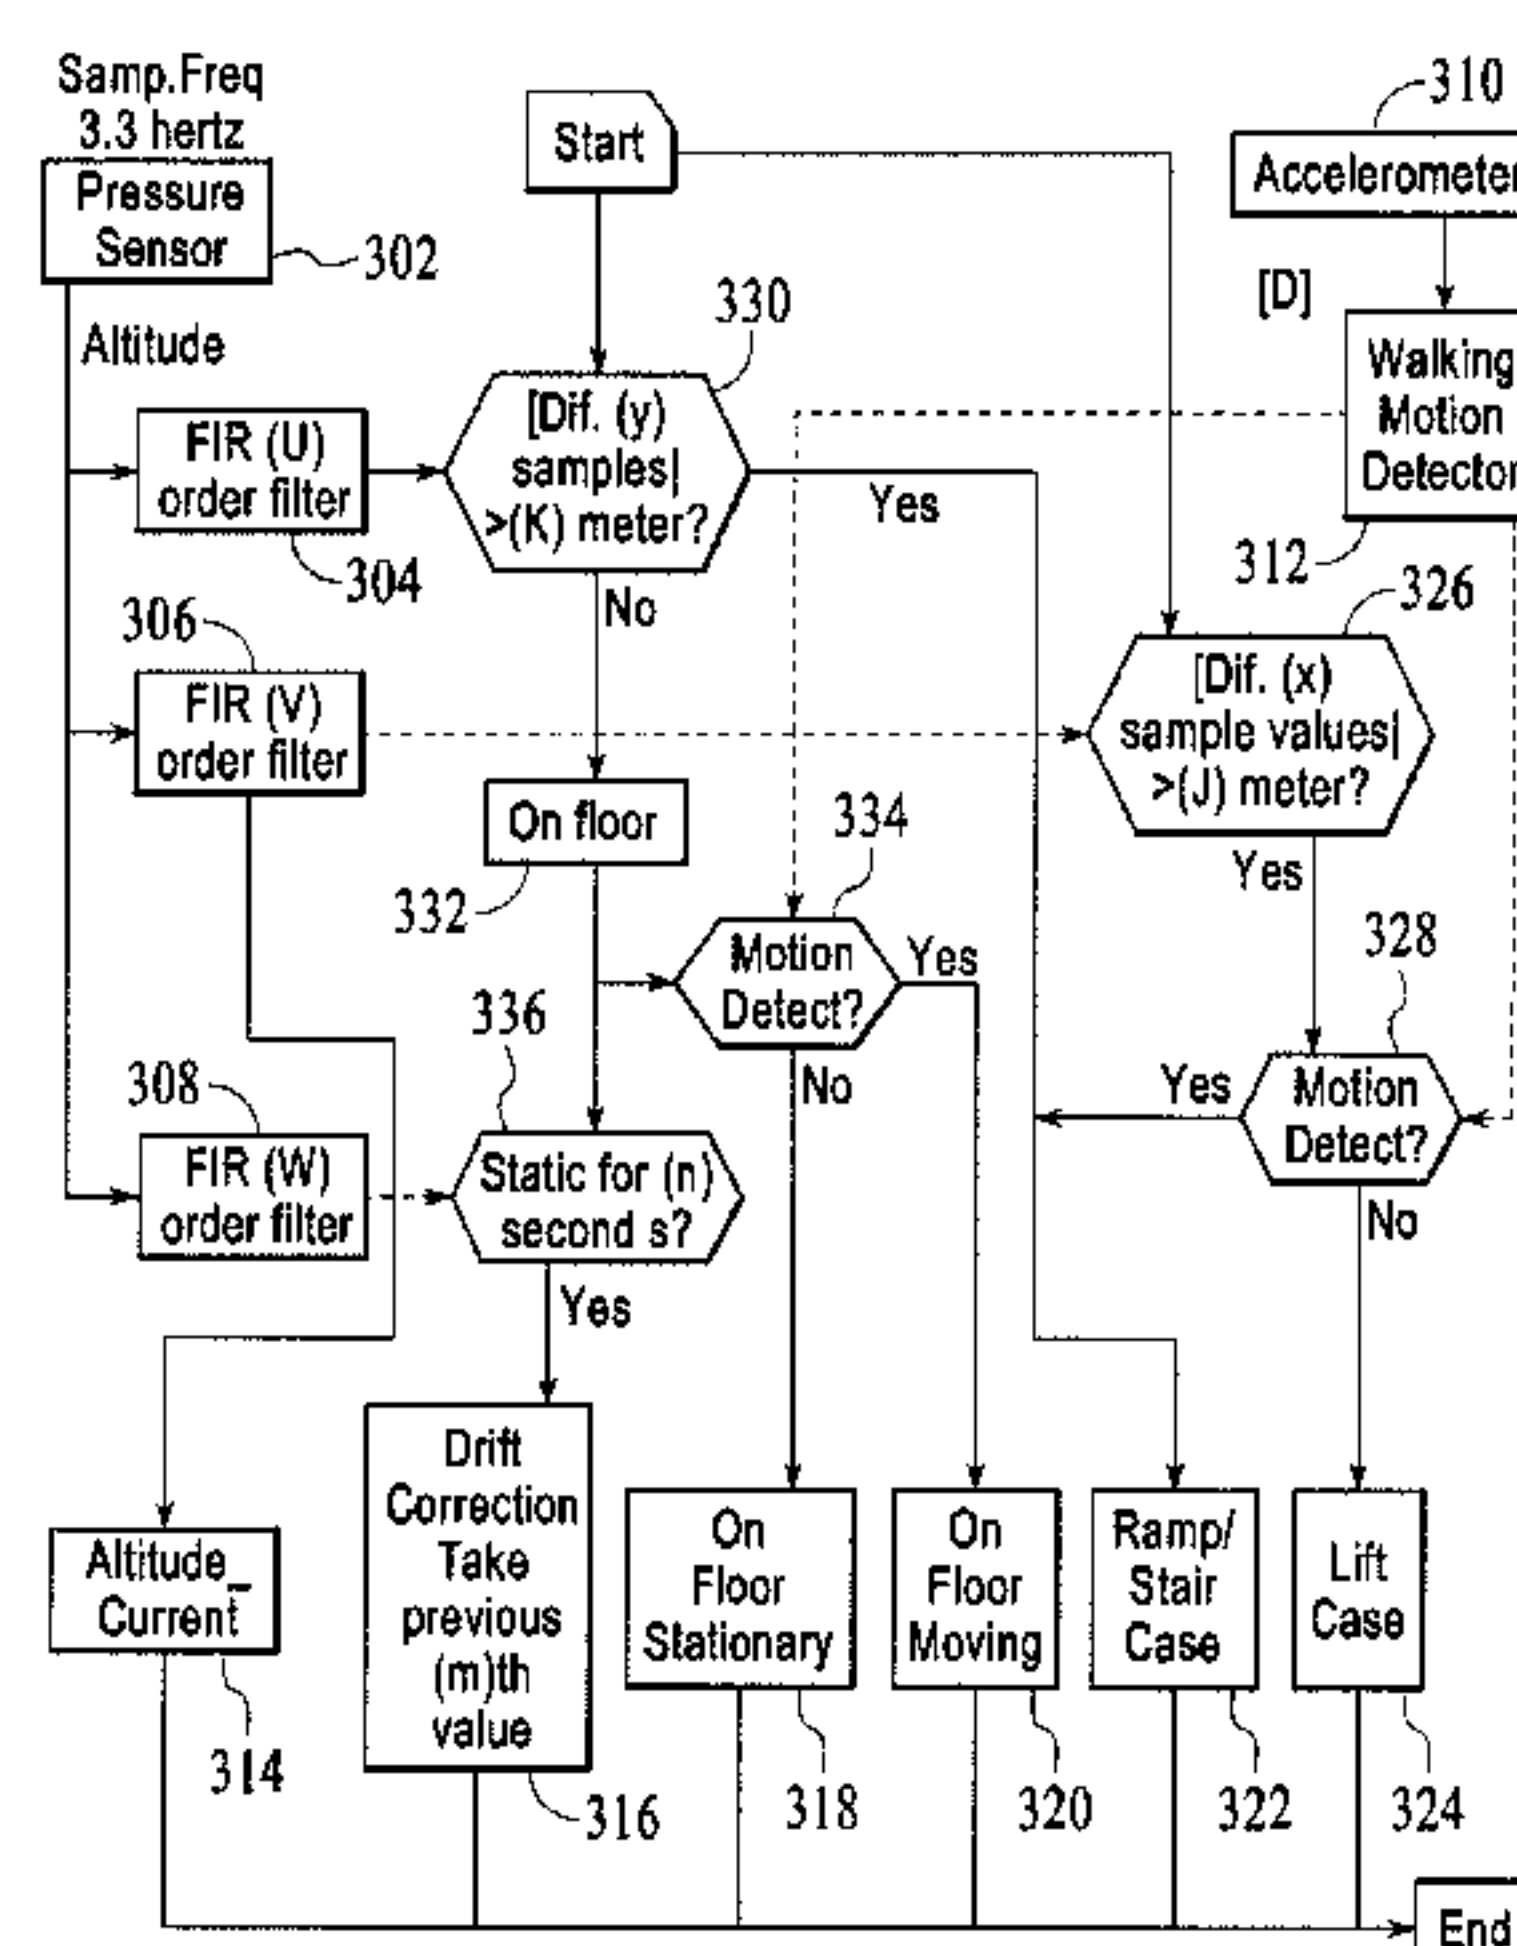 Samp.Freq
3.3 hertz
Pressure
Sensor
302
Altitude
Start
310
Accelerometer
[D]
Walking
Motion
Detector
312
330
[Dif. (y)
samples|
>(K) meter?
Yes
No
FIR (U)
order filter
304
306
FIR (V)
order filter
326
[Dif. (x)
sample values|
>(J) meter?
Yes
On floor
332
334
Motion
Detect?
Yes
No
328
Motion
Detect?
Yes
No
336
Static for (n)
second s?
Yes
308
FIR (W)
order filter
Altitude_
Current
314
Drift
Correction
Take
previous
(m)th
value
316
On
Floor
Stationary
318
On
Floor
Moving
320
Ramp/
Stair
Case
322
Lift
Case
324
End